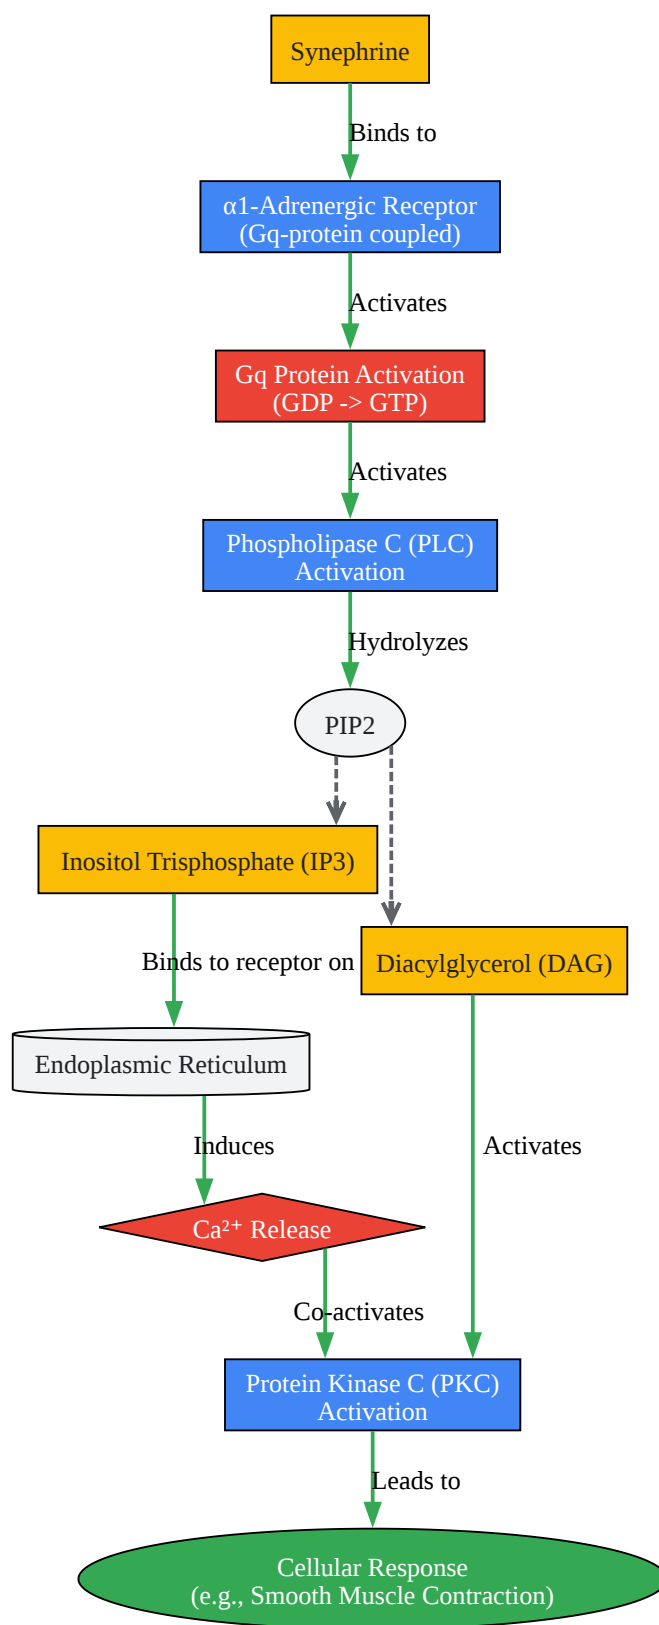 Synephrine
Binds to
α1-Adrenergic Receptor
(Gq-protein coupled)
Activates
Gq Protein Activation
(GDP -> GTP)
Activates
Phospholipase C (PLC)
Activation
Hydrolyzes
PIP2
Inositol Trisphosphate (IP3)
Binds to receptor on
Diacylglycerol (DAG)
Endoplasmic Reticulum
Induces
Activates
Ca²⁺ Release
Co-activates
Protein Kinase C (PKC)
Activation
Leads to
Cellular Response
(e.g., Smooth Muscle Contraction)